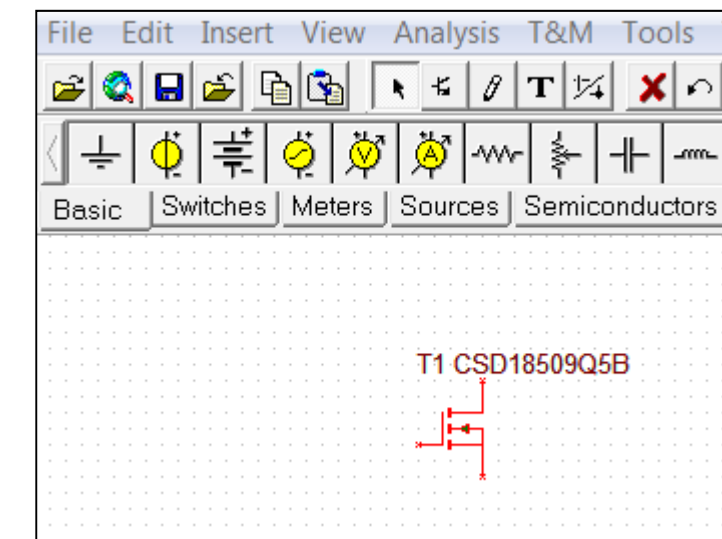 File Edit Insert View Analysis T&M Tools
T
V A
Basic Switches Meters Sources Semiconductors
T1 CSD18509Q5B